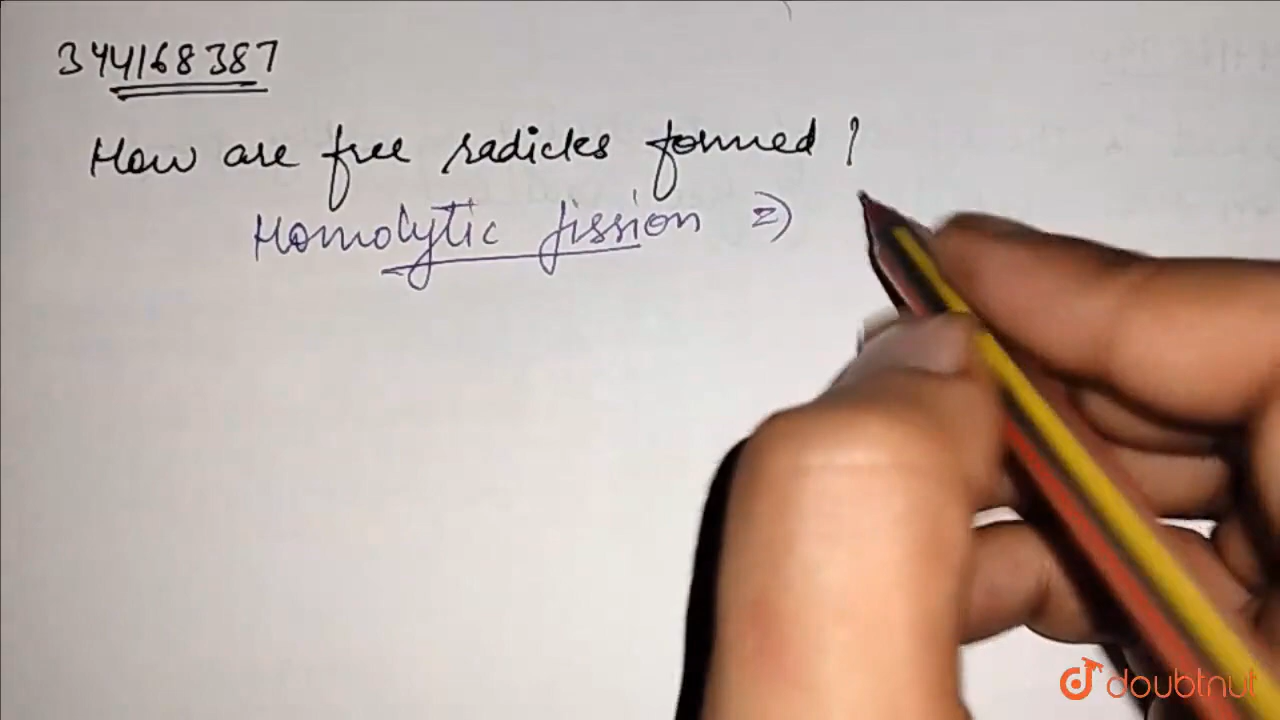 344168387
How are free radicles formed ?
Homolytic fission ⇒
doubtnut